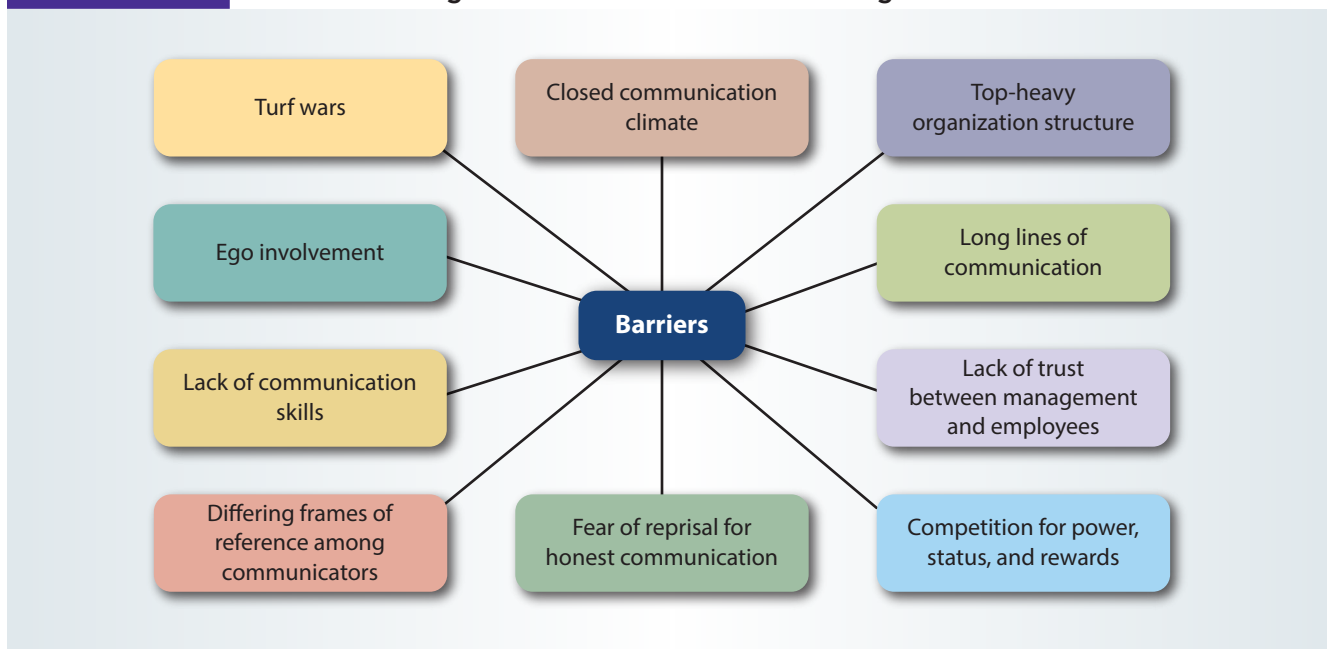 Turf wars
Closed communication
climate
Top-heavy
organization structure
Ego involvement
Long lines of
communication
Barriers
Lack of communication
skills
Lack of trust
between management
and employees
Differing frames of
reference among
communicators
Fear of reprisal for
honest communication
Competition for power,
status, and rewards